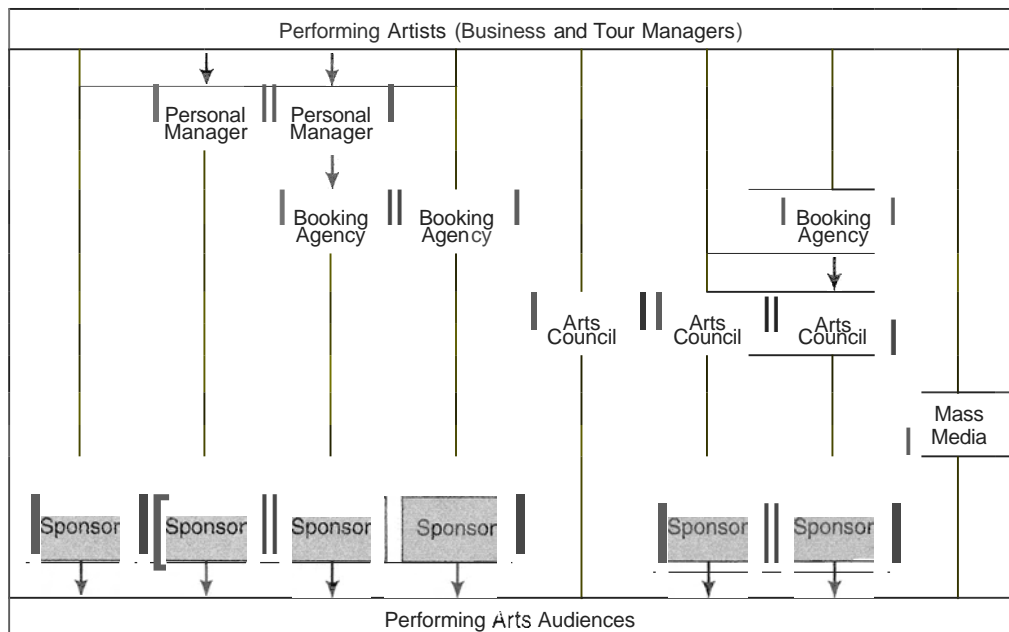 Performing Artists (Business and Tour Managers)
Personal
Manager
Personal
Manager
Booking
Agency
Booking
Agency
Booking
Agency
Arts
Council
Arts
Council
Arts
Council
Mass
Media
Sponsor
Sponsor
Sponsor
Sponsor
Sponsor
Sponsor
Performing Arts Audiences